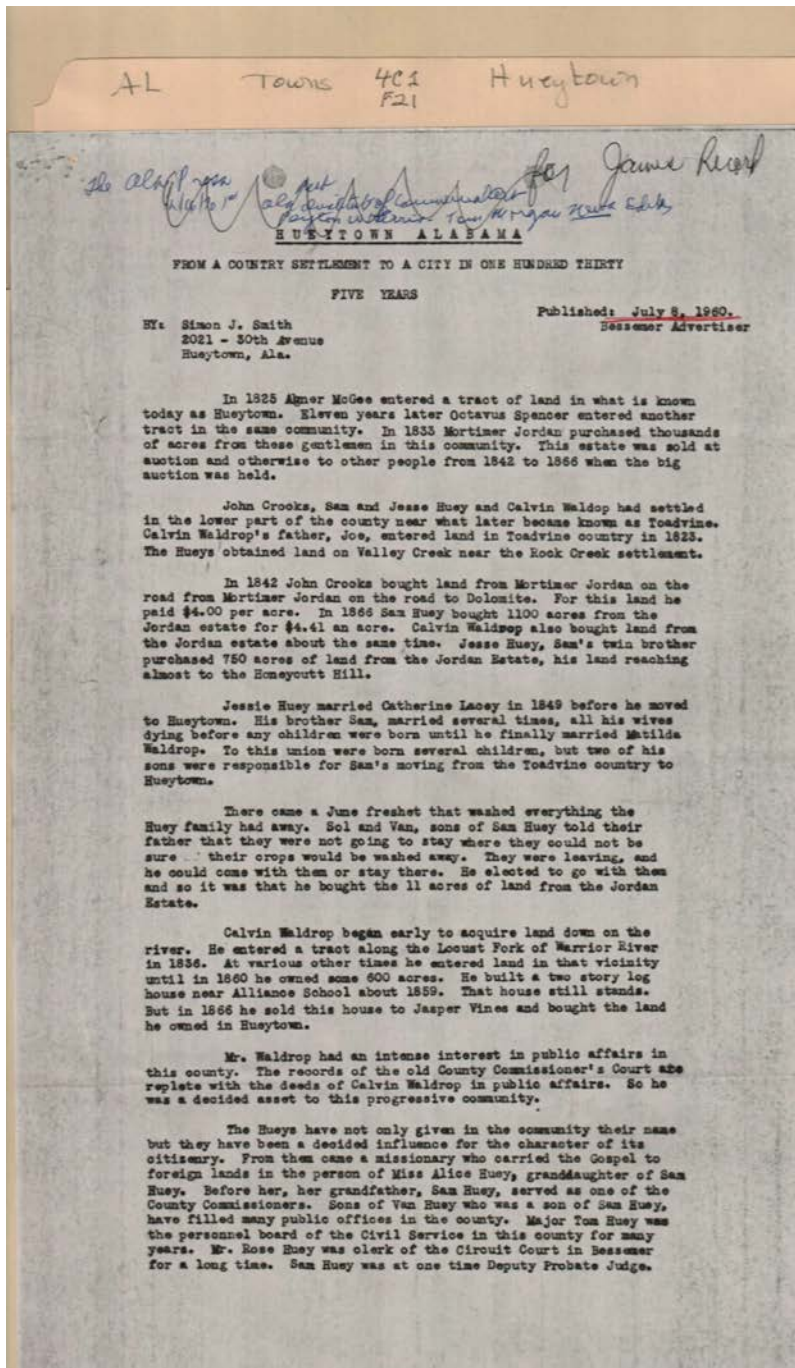 AL Towns 4C1 Hueytown
F21
for James Record
The Ala
HUEYTOWN ALABAMA
FROM A COUNTRY SETTLEMENT TO A CITY IN ONE HUNDRED THIRTY
FIVE YEARS
Published: July 8, 1960.
Bessemer Advertiser
BY: Simon J. Smith
2021 - 30th Avenue
Hueytown, Ala.
In 1825 Abner McGee entered a tract of land in what is known
today as Hueytown. Eleven years later Octavus Spencer entered another
tract in the same community. In 1833 Mortimer Jordan purchased thousands
of acres from these gentlemen in this community. This estate was sold at
auction and otherwise to other people from 1842 to 1866 when the big
auction was held.
John Crooks, Sam and Jesse Huey and Calvin Waldop had settled
in the lower part of the county near what later became known as Toadvine.
Calvin Waldrop's father, Joe, entered land in Toadvine country in 1823.
The Hueys obtained land on Valley Creek near the Rock Creek settlement.
In 1842 John Crooks bought land from Mortimer Jordan on the
road from Mortimer Jordan on the road to Dolomite. For this land he
paid $4.00 per acre. In 1866 Sam Huey bought 1100 acres from the
Jordan estate for $4.41 an acre. Calvin Waldrop also bought land from
the Jordan estate about the same time. Jesse Huey, Sam's twin brother
purchased 750 acres of land from the Jordan Estate, his land reaching
almost to the Honeycutt Hill.
Jessie Huey married Catherine Lacey in 1849 before he moved
to Hueytown. His brother Sam, married several times, all his wives
dying before any children were born until he finally married Matilda
Waldrop. To this union were born several children, but two of his
sons were responsible for Sam's moving from the Toadvine country to
Hueytown.
There came a June freshet that washed everything the
Huey family had away. Sol and Van, sons of Sam Huey told their
father that they were not going to stay where they could not be
sure their crops would be washed away. They were leaving, and
he could come with them or stay there. He elected to go with them
and so it was that he bought the 11 acres of land from the Jordan
Estate.
Calvin Waldrop began early to acquire land down on the
river. He entered a tract along the Locust Fork of Warrior River
in 1836. At various other times he entered land in that vicinity
until in 1860 he owned some 600 acres. He built a two story log
house near Alliance School about 1859. That house still stands.
But in 1866 he sold this house to Jasper Vines and bought the land
he owned in Hueytown.
Mr. Waldrop had an intense interest in public affairs in
this county. The records of the old County Commissioner's Court are
replete with the deeds of Calvin Waldrop in public affairs. So he
was a decided asset to this progressive community.
The Hueys have not only given in the community their name
but they have been a decided influence for the character of its
citizenry. From them came a missionary who carried the Gospel to
foreign lands in the person of Miss Alice Huey, granddaughter of Sam
Huey. Before her, her grandfather, Sam Huey, served as one of the
County Commissioners. Sons of Van Huey who was a son of Sam Huey,
have filled many public offices in the county. Major Tom Huey was
the personnel board of the Civil Service in this county for many
years. Mr. Rose Huey was clerk of the Circuit Court in Bessemer
for a long time. Sam Huey was at one time Deputy Probate Judge.